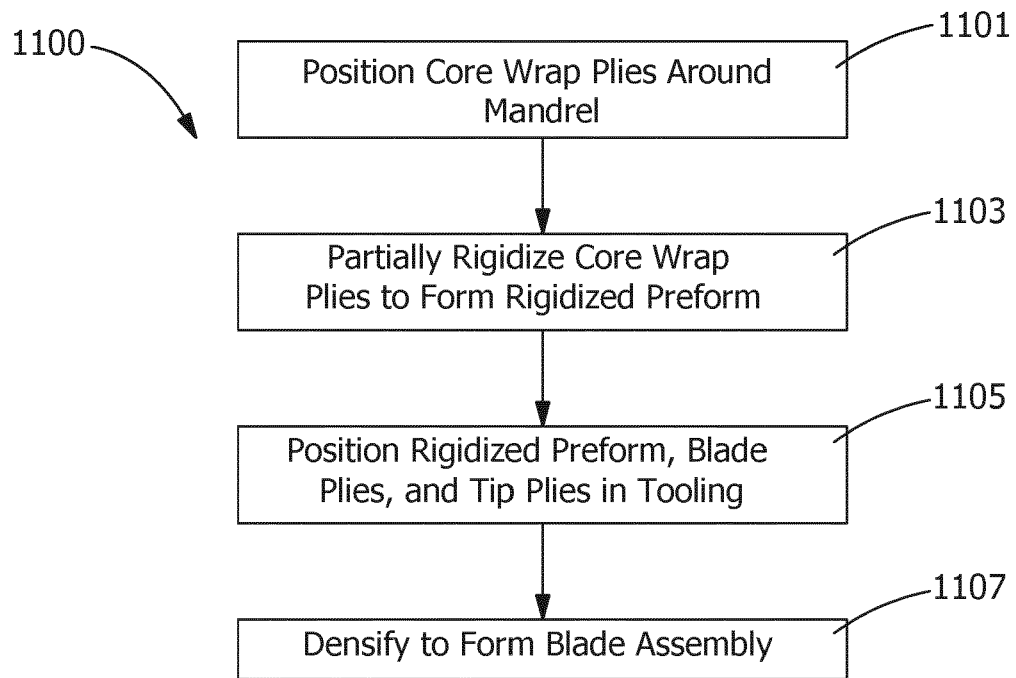 1100
1101
Position Core Wrap Plies Around
Mandrel
1103
Partially Rigidize Core Wrap
Plies to Form Rigidized Preform
1105
Position Rigidized Preform, Blade
Plies, and Tip Plies in Tooling
1107
Densify to Form Blade Assembly